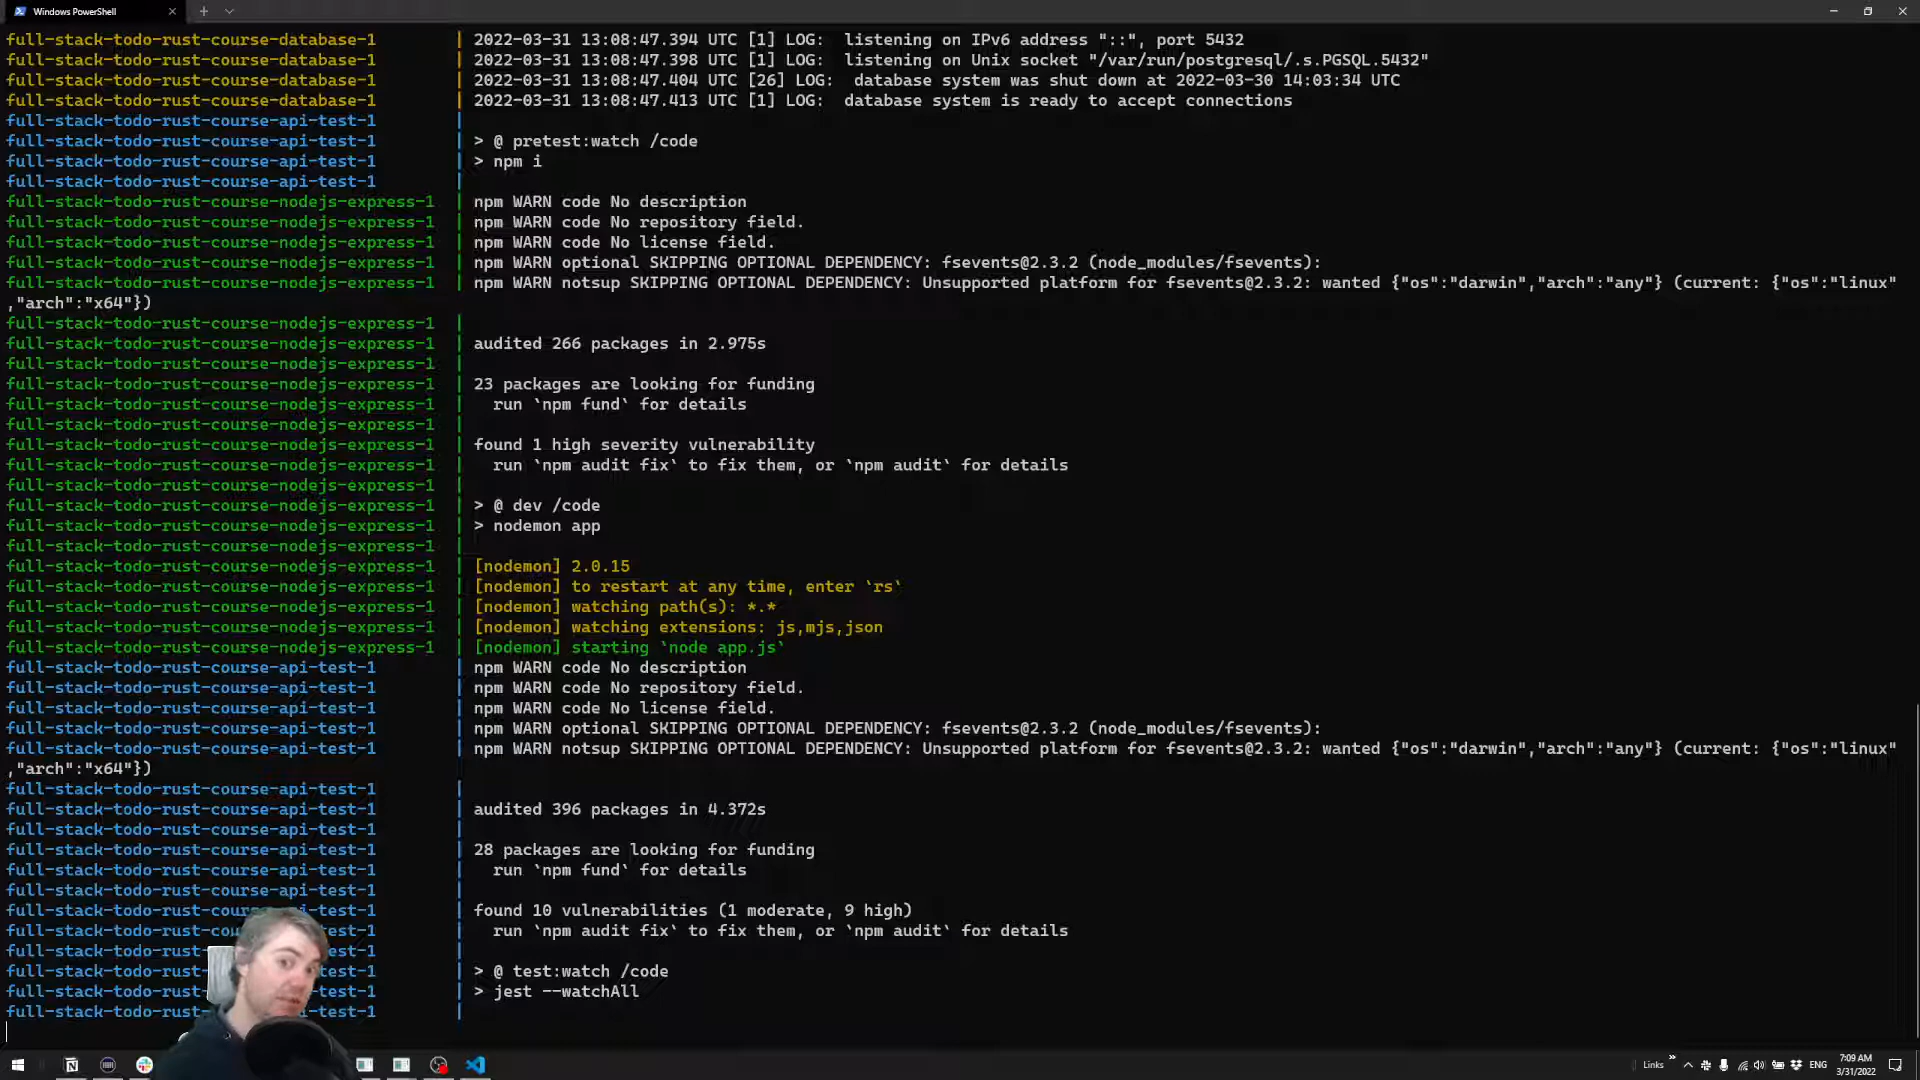 Windows PowerShell
full-stack-todo-rust-course-database-1 | 2022-03-31 13:08:47.394 UTC [1] LOG:  listening on IPv6 address "::", port 5432
full-stack-todo-rust-course-database-1 | 2022-03-31 13:08:47.398 UTC [1] LOG:  listening on Unix socket "/var/run/postgresql/.s.PGSQL.5432"
full-stack-todo-rust-course-database-1 | 2022-03-31 13:08:47.404 UTC [26] LOG:  database system was shut down at 2022-03-30 14:03:34 UTC
full-stack-todo-rust-course-database-1 | 2022-03-31 13:08:47.413 UTC [1] LOG:  database system is ready to accept connections
full-stack-todo-rust-course-api-test-1 |
full-stack-todo-rust-course-api-test-1 | > @ pretest:watch /code
full-stack-todo-rust-course-api-test-1 | > npm i
full-stack-todo-rust-course-api-test-1 |
full-stack-todo-rust-course-nodejs-express-1 | npm WARN code No description
full-stack-todo-rust-course-nodejs-express-1 | npm WARN code No repository field.
full-stack-todo-rust-course-nodejs-express-1 | npm WARN code No license field.
full-stack-todo-rust-course-nodejs-express-1 | npm WARN optional SKIPPING OPTIONAL DEPENDENCY: fsevents@2.3.2 (node_modules/fsevents):
full-stack-todo-rust-course-nodejs-express-1 | npm WARN notsup SKIPPING OPTIONAL DEPENDENCY: Unsupported platform for fsevents@2.3.2: wanted {"os":"darwin","arch":"any"} (current: {"os":"linux"
,"arch":"x64"})
full-stack-todo-rust-course-nodejs-express-1 |
full-stack-todo-rust-course-nodejs-express-1 | audited 266 packages in 2.975s
full-stack-todo-rust-course-nodejs-express-1 |
full-stack-todo-rust-course-nodejs-express-1 | 23 packages are looking for funding
full-stack-todo-rust-course-nodejs-express-1 |   run `npm fund` for details
full-stack-todo-rust-course-nodejs-express-1 |
full-stack-todo-rust-course-nodejs-express-1 | found 1 high severity vulnerability
full-stack-todo-rust-course-nodejs-express-1 |   run `npm audit fix` to fix them, or `npm audit` for details
full-stack-todo-rust-course-nodejs-express-1 |
full-stack-todo-rust-course-nodejs-express-1 | > @ dev /code
full-stack-todo-rust-course-nodejs-express-1 | > nodemon app
full-stack-todo-rust-course-nodejs-express-1 |
full-stack-todo-rust-course-nodejs-express-1 | [nodemon] 2.0.15
full-stack-todo-rust-course-nodejs-express-1 | [nodemon] to restart at any time, enter `rs`
full-stack-todo-rust-course-nodejs-express-1 | [nodemon] watching path(s): *.*
full-stack-todo-rust-course-nodejs-express-1 | [nodemon] watching extensions: js,mjs,json
full-stack-todo-rust-course-nodejs-express-1 | [nodemon] starting `node app.js`
full-stack-todo-rust-course-api-test-1 | npm WARN code No description
full-stack-todo-rust-course-api-test-1 | npm WARN code No repository field.
full-stack-todo-rust-course-api-test-1 | npm WARN code No license field.
full-stack-todo-rust-course-api-test-1 | npm WARN optional SKIPPING OPTIONAL DEPENDENCY: fsevents@2.3.2 (node_modules/fsevents):
full-stack-todo-rust-course-api-test-1 | npm WARN notsup SKIPPING OPTIONAL DEPENDENCY: Unsupported platform for fsevents@2.3.2: wanted {"os":"darwin","arch":"any"} (current: {"os":"linux"
,"arch":"x64"})
full-stack-todo-rust-course-api-test-1 |
full-stack-todo-rust-course-api-test-1 | audited 396 packages in 4.372s
full-stack-todo-rust-course-api-test-1 |
full-stack-todo-rust-course-api-test-1 | 28 packages are looking for funding
full-stack-todo-rust-course-api-test-1 |   run `npm fund` for details
full-stack-todo-rust-course-api-test-1 |
full-stack-todo-rust-course-api-test-1 | found 10 vulnerabilities (1 moderate, 9 high)
full-stack-todo-rust-cou se-api-test-1 |   run `npm audit fix` to fix them, or `npm audit` for details
full-stack-todo-rust-co -api-test-1 |
full-stack-todo-rust- -api-test-1 | > @ test:watch /code
full-stack-todo-rust- api-test-1 | > jest --watchAll
full-stack-todo-rust- -test-1 |
Links
ENG
7:09 AM
3/31/2022